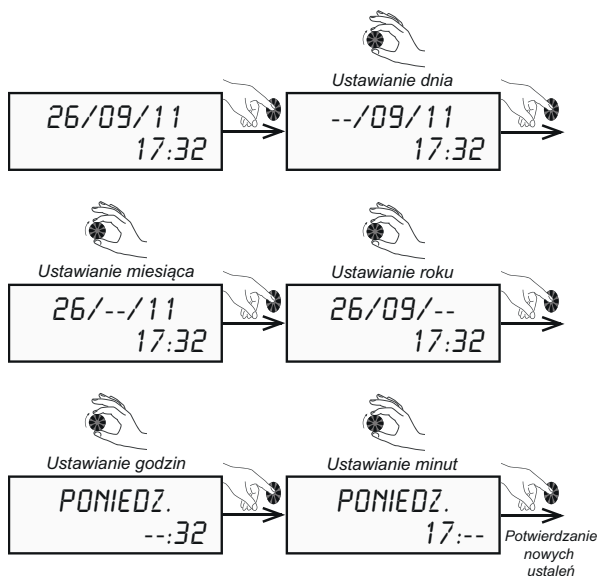 Ustawianie dnia
26/09/11
17:32
--/09/11
17:32
Ustawianie miesiąca
26/--/11
17:32
Ustawianie roku
26/09/--
17:32
Ustawianie godzin
PONIEDZ.
--:32
Ustawianie minut
PONIEDZ.
17:--
Potwierdzanie
nowych
ustaleń